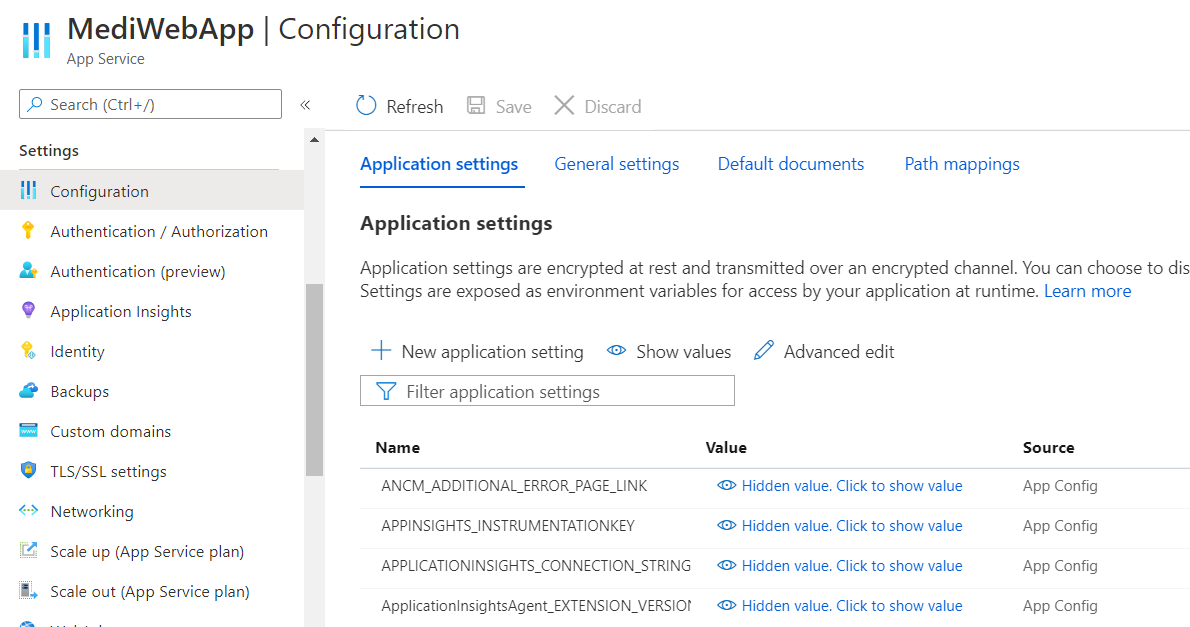 MediWebApp | Configuration
App Service
Search (Ctrl+/)
«
Refresh
Save
Discard
Settings
Configuration
Authentication / Authorization
Authentication (preview)
Application Insights
Identity
Backups
Custom domains
TLS/SSL settings
Networking
Scale up (App Service plan)
Scale out (App Service plan)
Application settings
General settings
Default documents
Path mappings
Application settings
Application settings are encrypted at rest and transmitted over an encrypted channel. You can choose to dis
Settings are exposed as environment variables for access by your application at runtime. Learn more
New application setting
Show values
Advanced edit
Filter application settings
Name Value Source
ANCM_ADDITIONAL_ERROR_PAGE_LINK Hidden value. Click to show value App Config
APPINSIGHTS_INSTRUMENTATIONKEY Hidden value. Click to show value App Config
APPLICATIONINSIGHTS_CONNECTION_STRING Hidden value. Click to show value App Config
ApplicationInsightsAgent_EXTENSION_VERSION Hidden value. Click to show value App Config